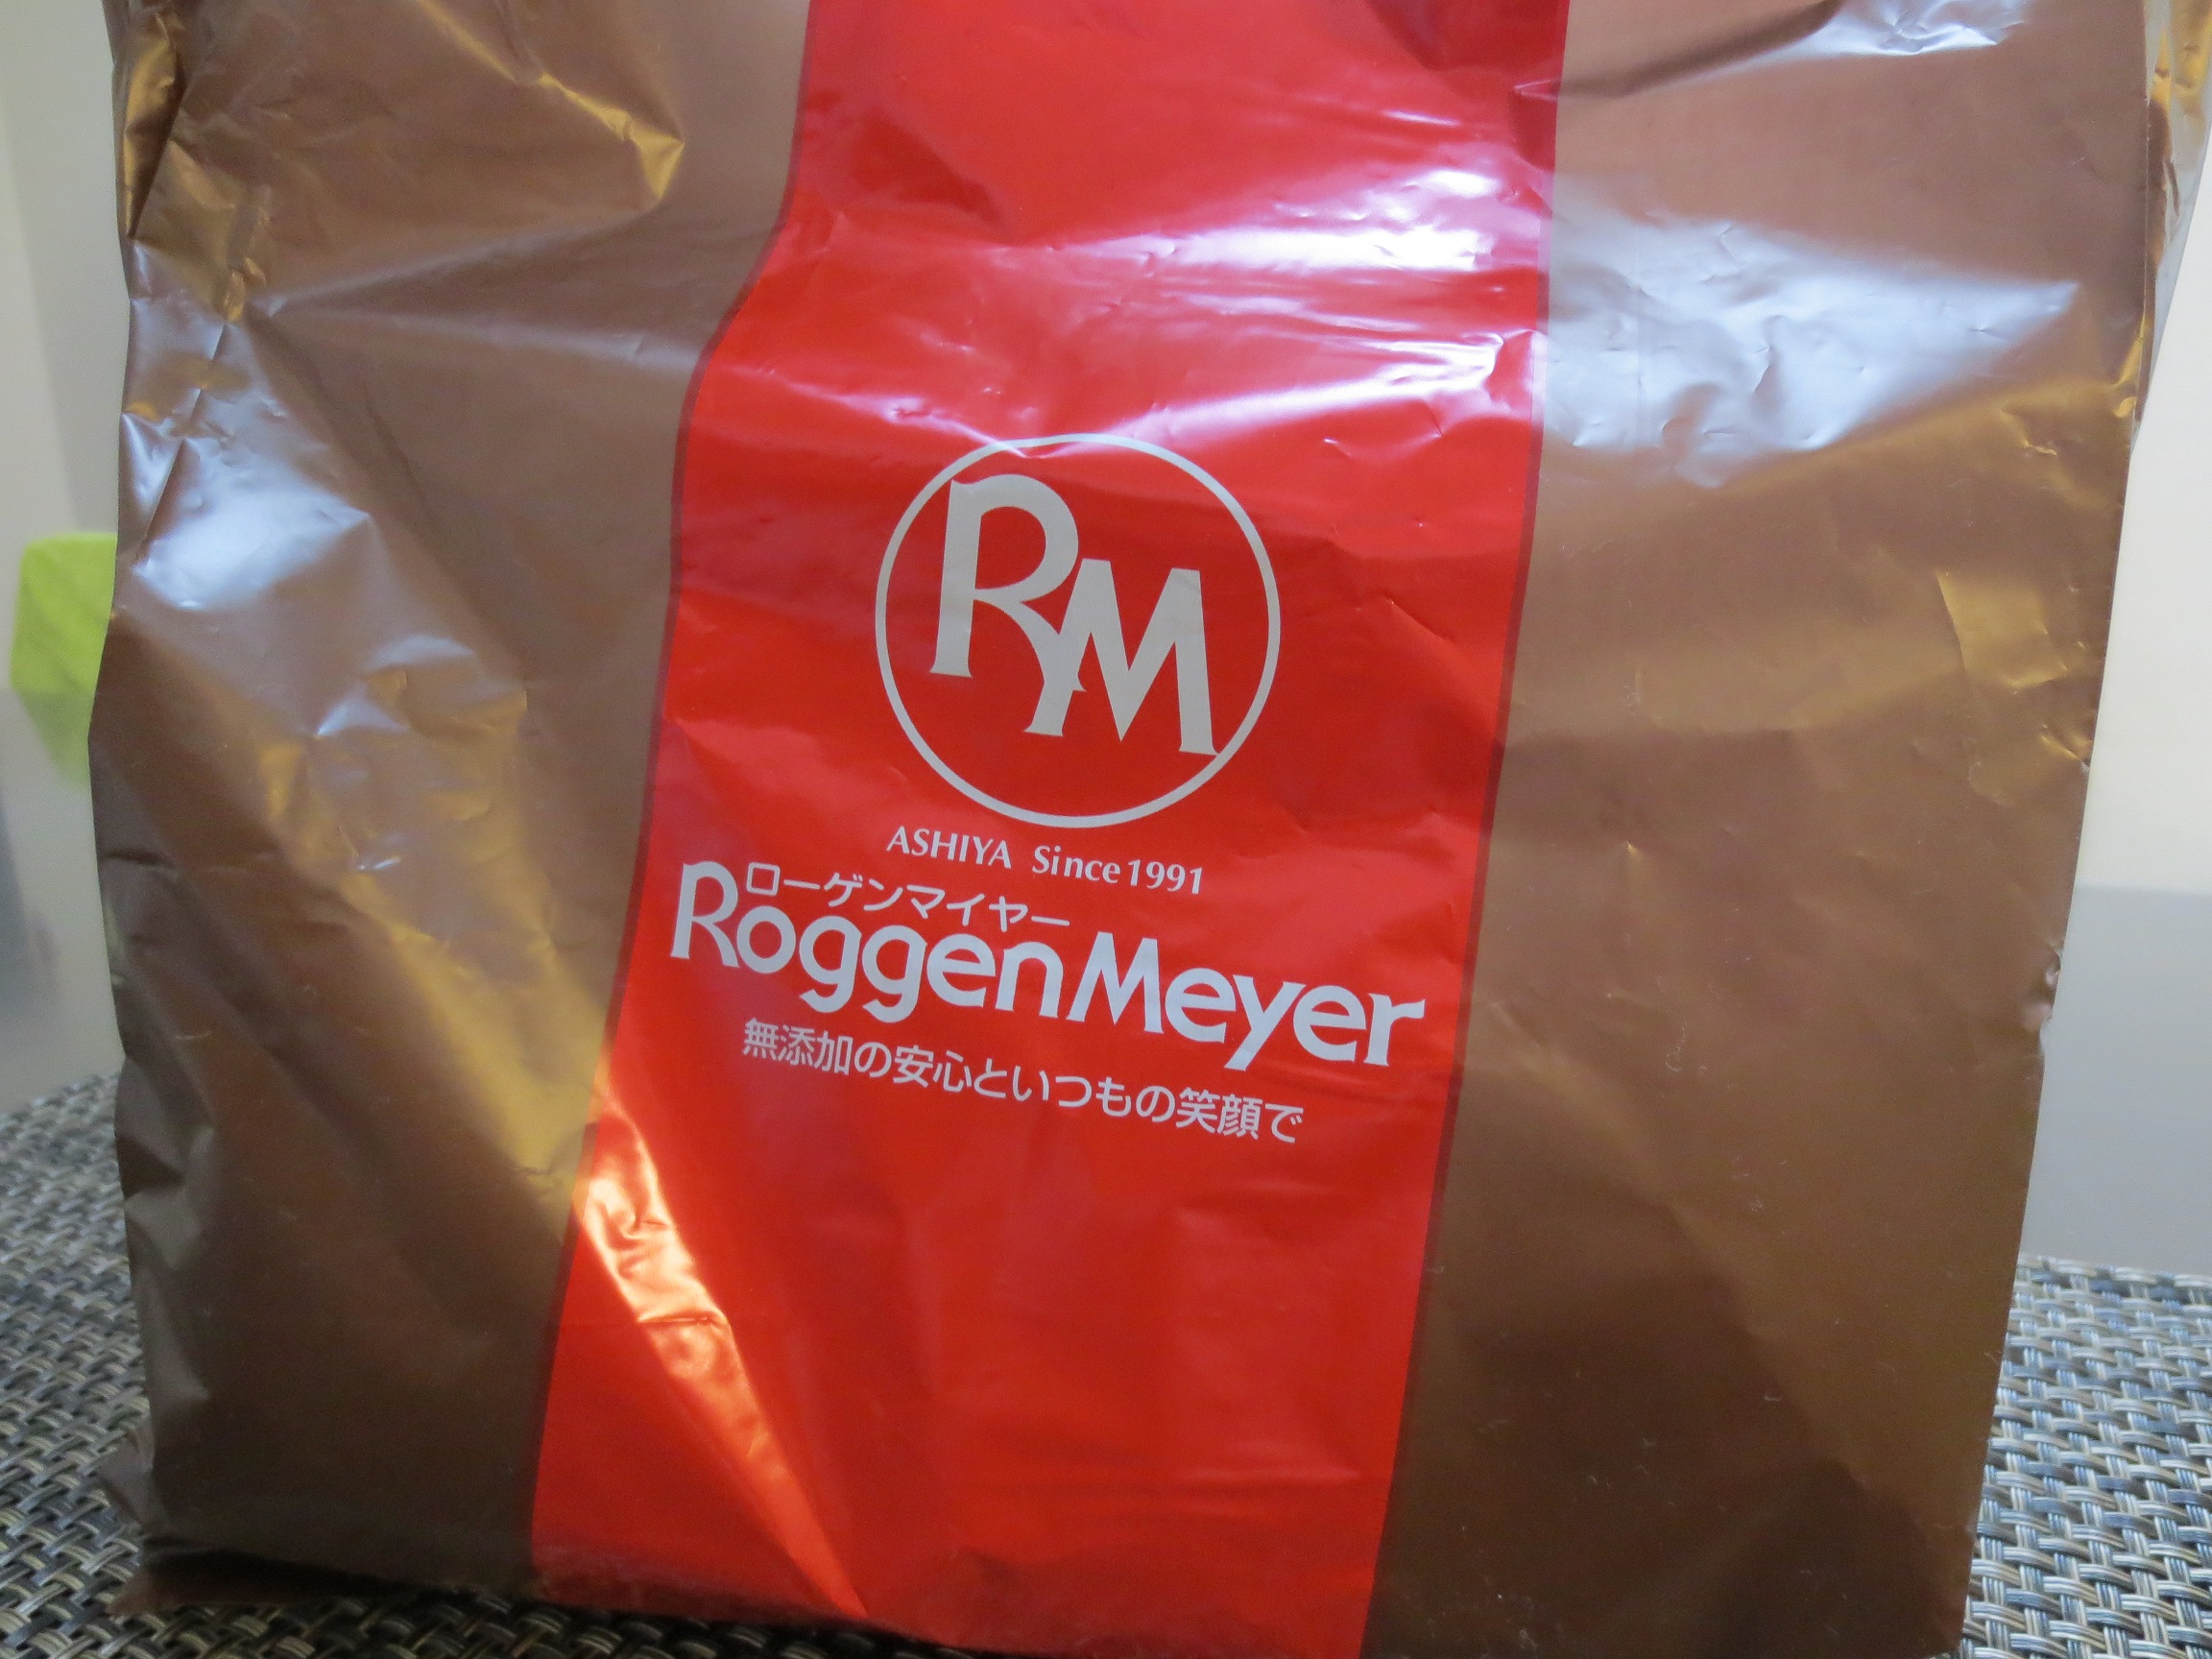 RM
ASHIYA Since 1991
ローゲンマイヤー
RoggenMeyer
無添加の安心といつもの笑顔で